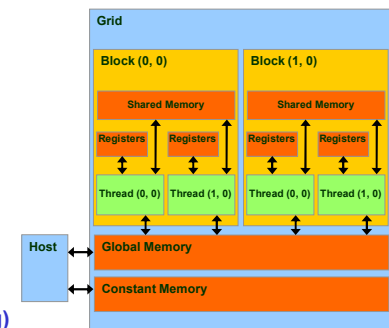 Grid
Block (0, 0)
Block (1, 0)
Shared Memory
Shared Memory
Registers
Registers
Registers
Registers
Thread (0, 0)
Thread (1, 0)
Thread (0, 0)
Thread (1, 0)
Host
Global Memory
Constant Memory